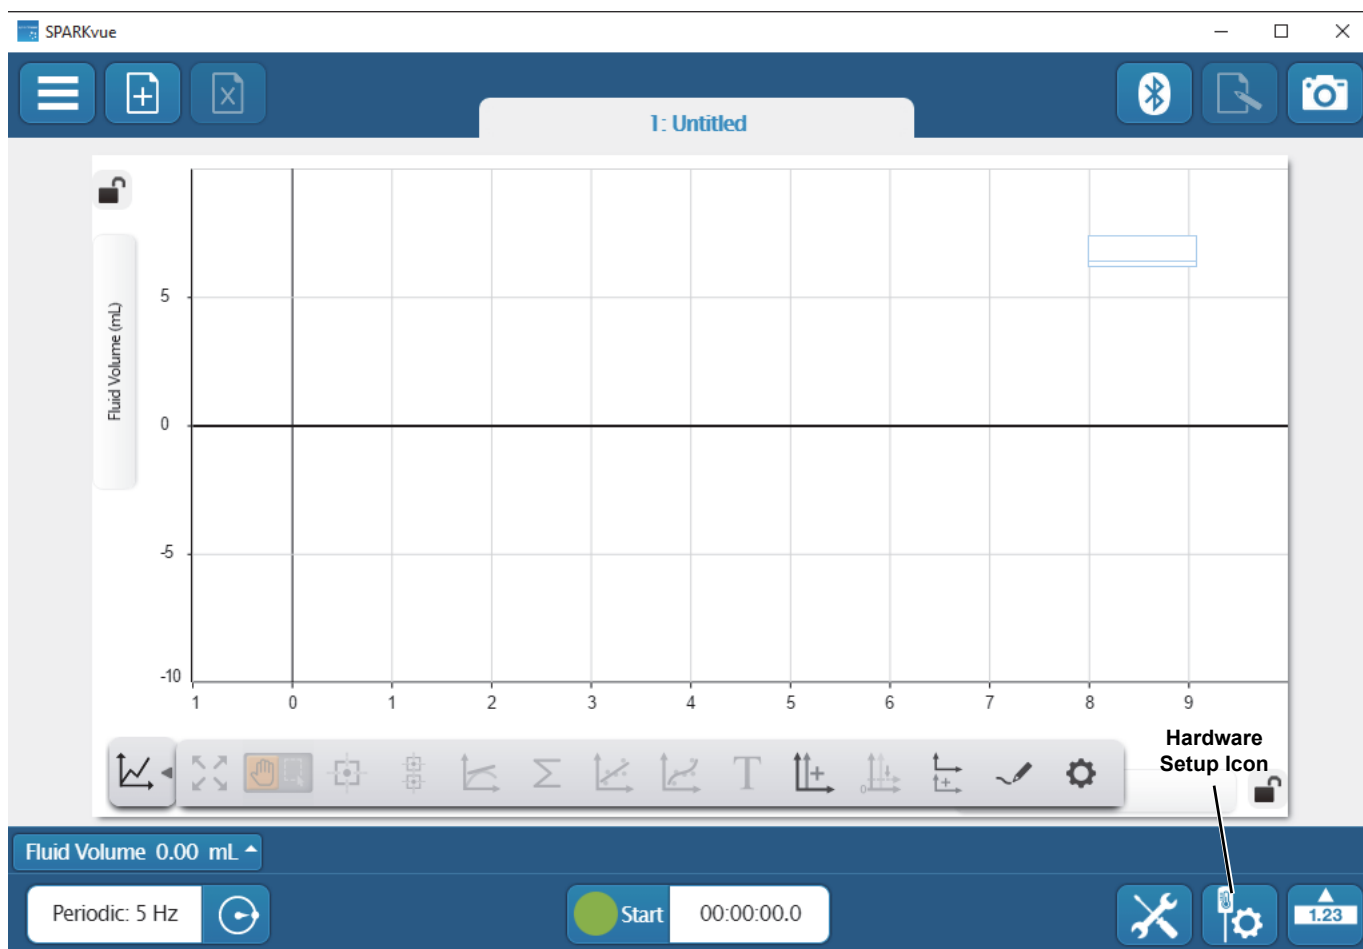 SPARKvue
1: Untitled
Fluid Volume (mL)
5
0
-5
-10
1 0 1 2 3 4 5 6 7 8 9
Hardware
Setup Icon
Σ T
+
0
Fluid Volume 0.00 mL
Periodic: 5 Hz
Start 00:00:00.0
1.23